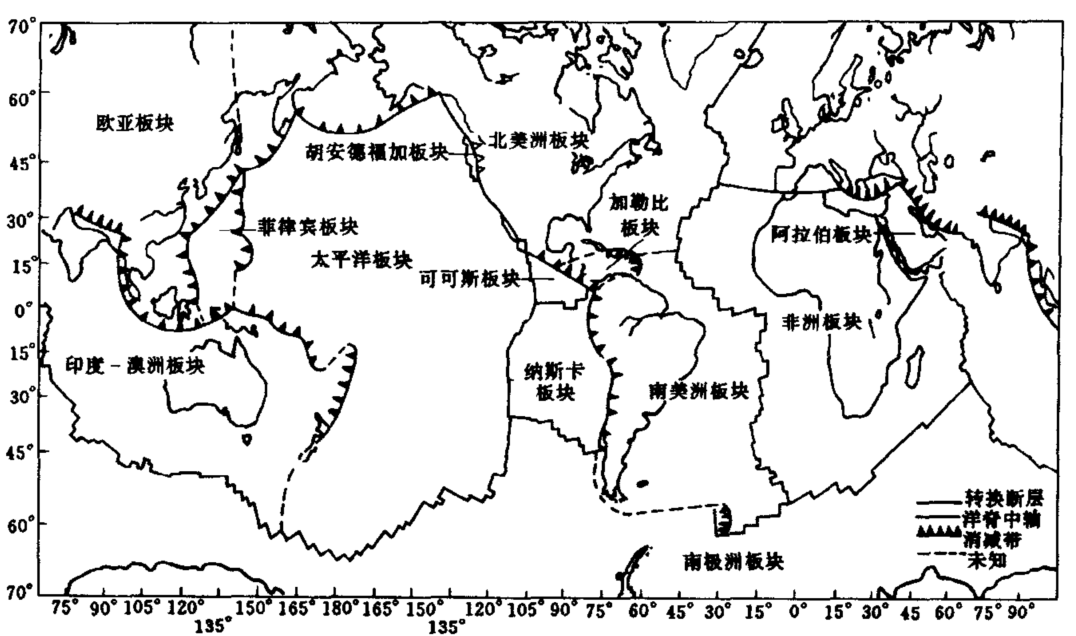 70°
60°
45°
30°
15°
0°
15°
30°
45°
60°
70°
欧亚板块
胡安德福加板块
北美洲板块
加勒比
板块
菲律宾板块
太平洋板块
可可斯板块
阿拉伯板块
非洲板块
印度-澳洲板块
纳斯卡
板块
南美洲板块
南极洲板块
转换断层
洋脊中轴
消减带
未知
75° 90° 105° 120° 150° 165° 180° 165° 150° 120° 105° 90° 75° 60° 45° 30° 15° 0° 15° 30° 45° 60° 75° 90°
135° 135°